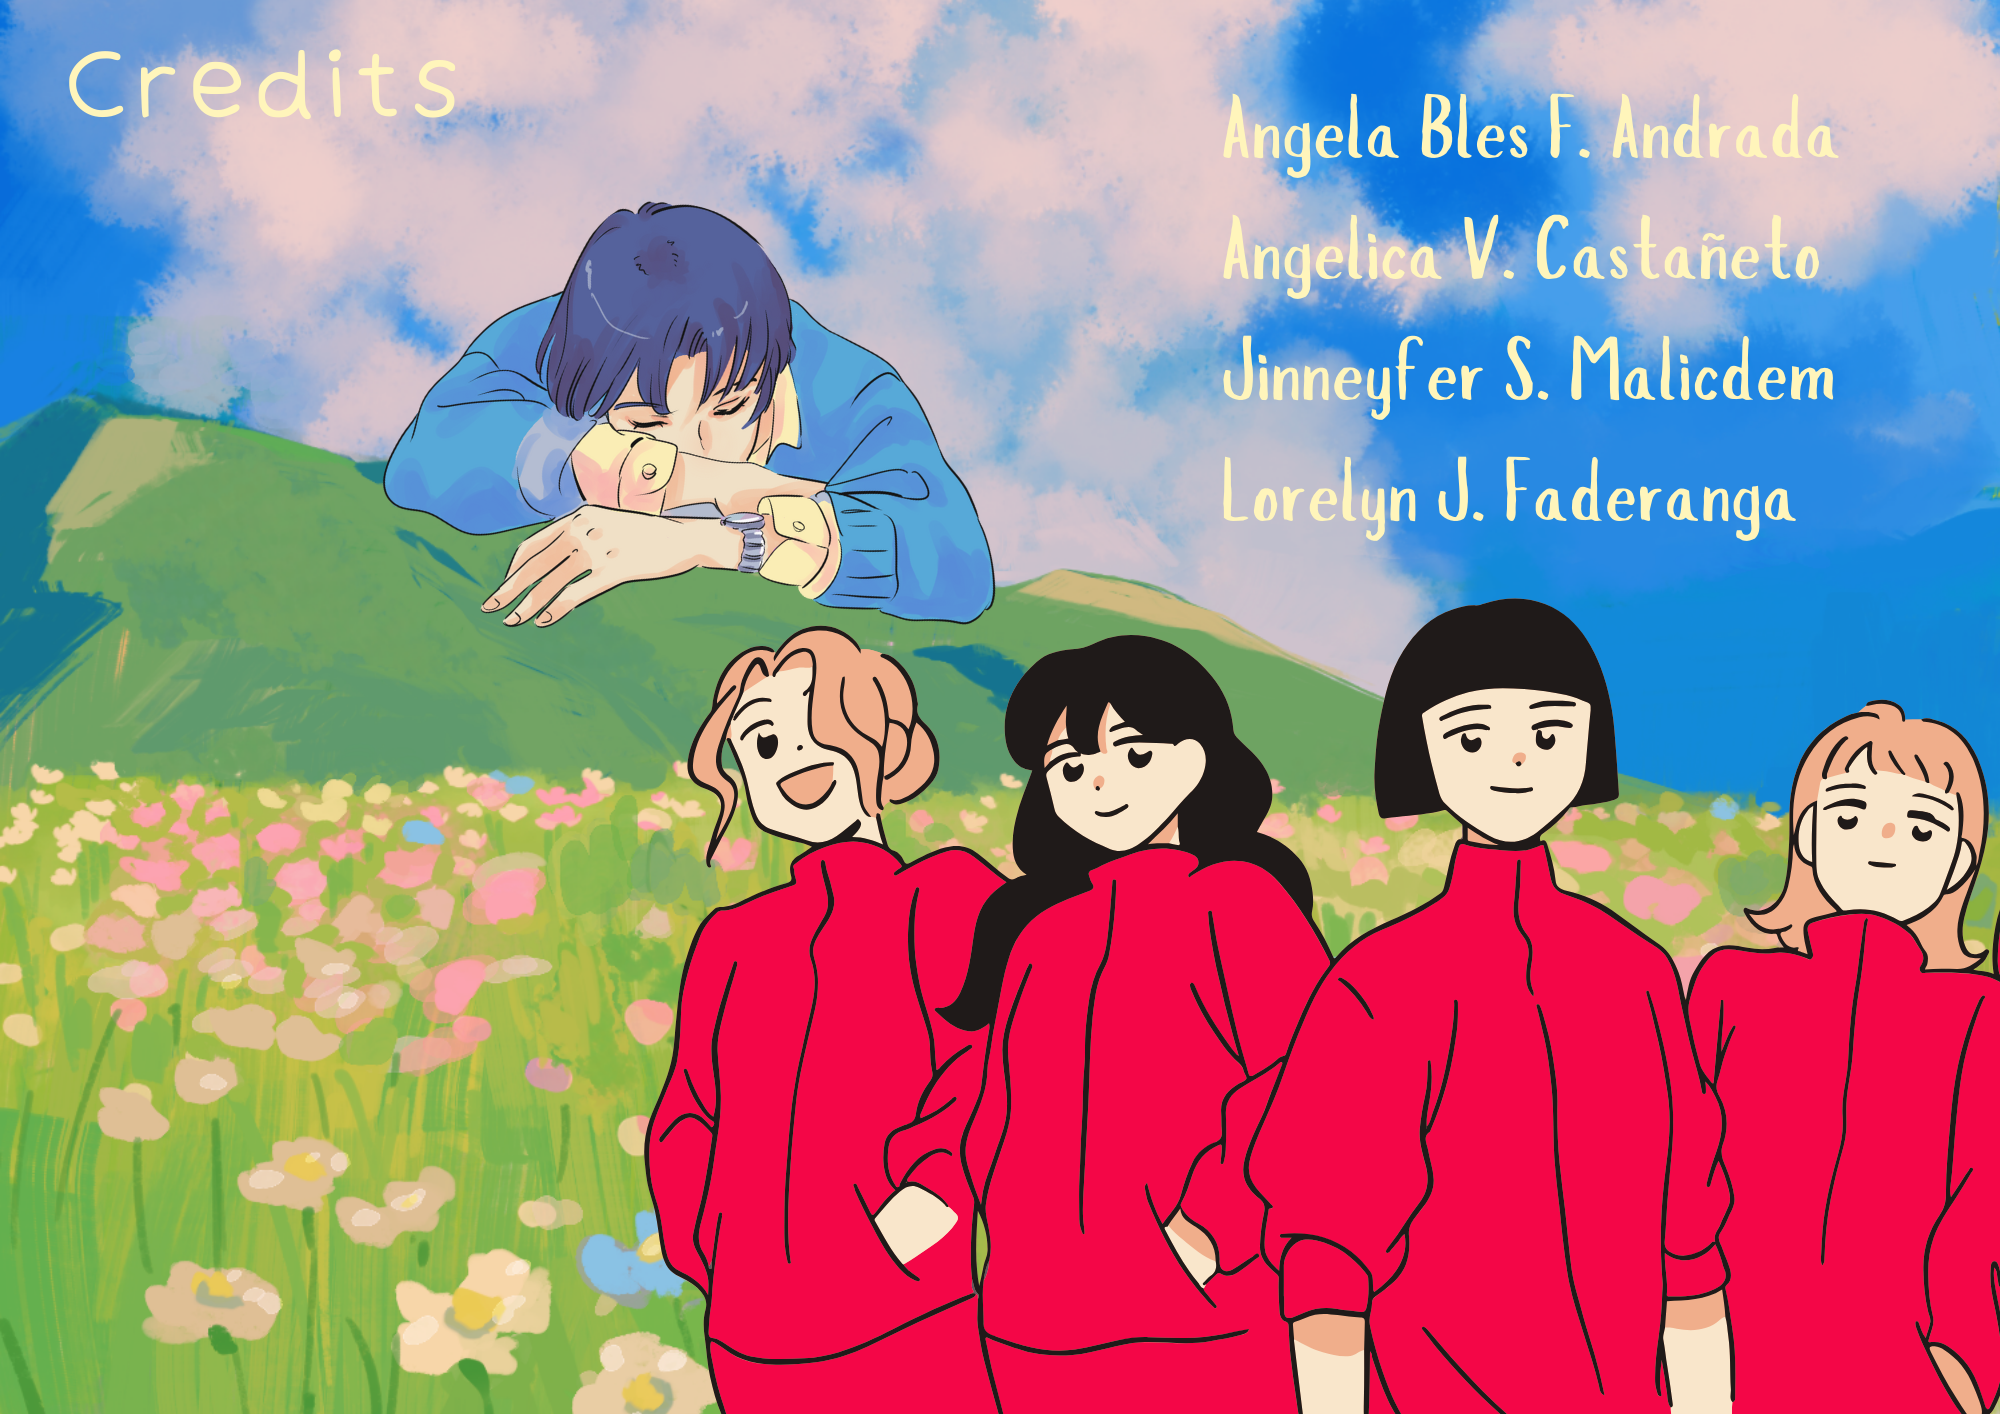 Credits
Angela Bles F. Andrada
Angelica V. Castañeto
Jinneyfer S. Malicdem
Lorelyn J. Faderanga